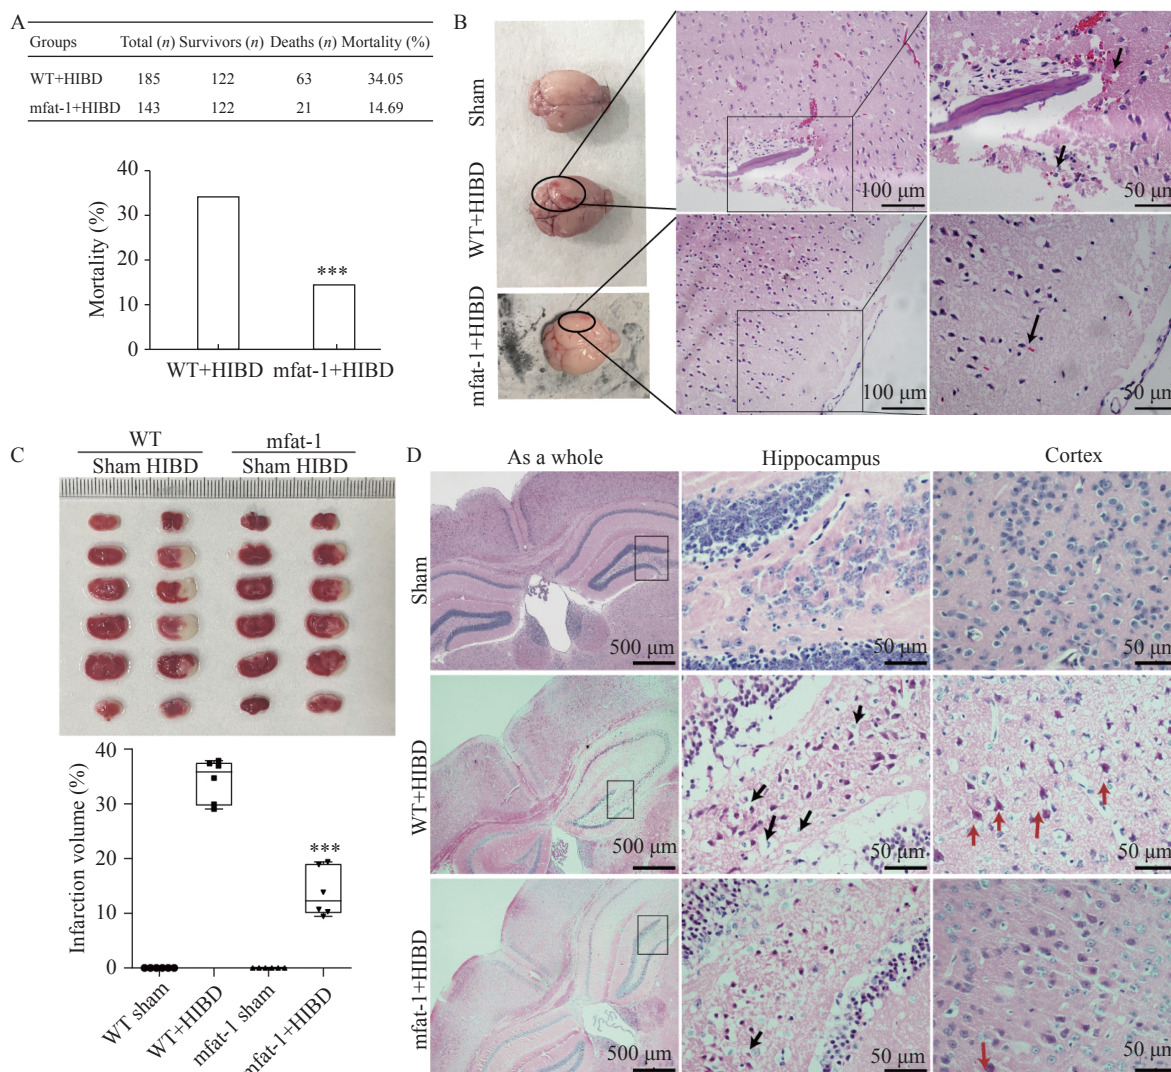 A
Groups Total (n) Survivors (n) Deaths (n) Mortality (%)
WT+HIBD 185 122 63 34.05
mfat-1+HIBD 143 122 21 14.69
Mortality (%)
40
30
20
10
0
***
WT+HIBD mfat-1+HIBD
B
Sham
WT+HIBD
mfat-1+HIBD
100 μm
50 μm
100 μm
50 μm
C
WT mfat-1
Sham HIBD Sham HIBD
Infarction volume (%)
40
30
20
10
0
***
WT sham
WT+HIBD
mfat-1 sham
mfat-1+HIBD
D
As a whole Hippocampus Cortex
Sham
500 μm
50 μm
50 μm
WT+HIBD
500 μm
50 μm
50 μm
mfat-1+HIBD
500 μm
50 μm
50 μm